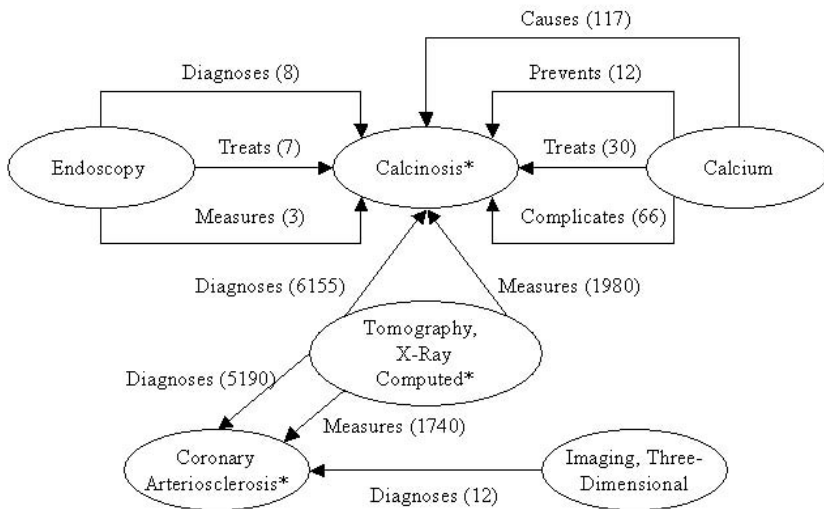 Causes (117)
Diagnoses (8)
Prevents (12)
Endoscopy
Treats (7)
Calcinosis*
Treats (30)
Calcium
Measures (3)
Complicates (66)
Diagnoses (6155)
Measures (1980)
Tomography,
X-Ray
Computed*
Diagnoses (5190)
Measures (1740)
Coronary
Arteriosclerosis*
Imaging, Three-
Dimensional
Diagnoses (12)